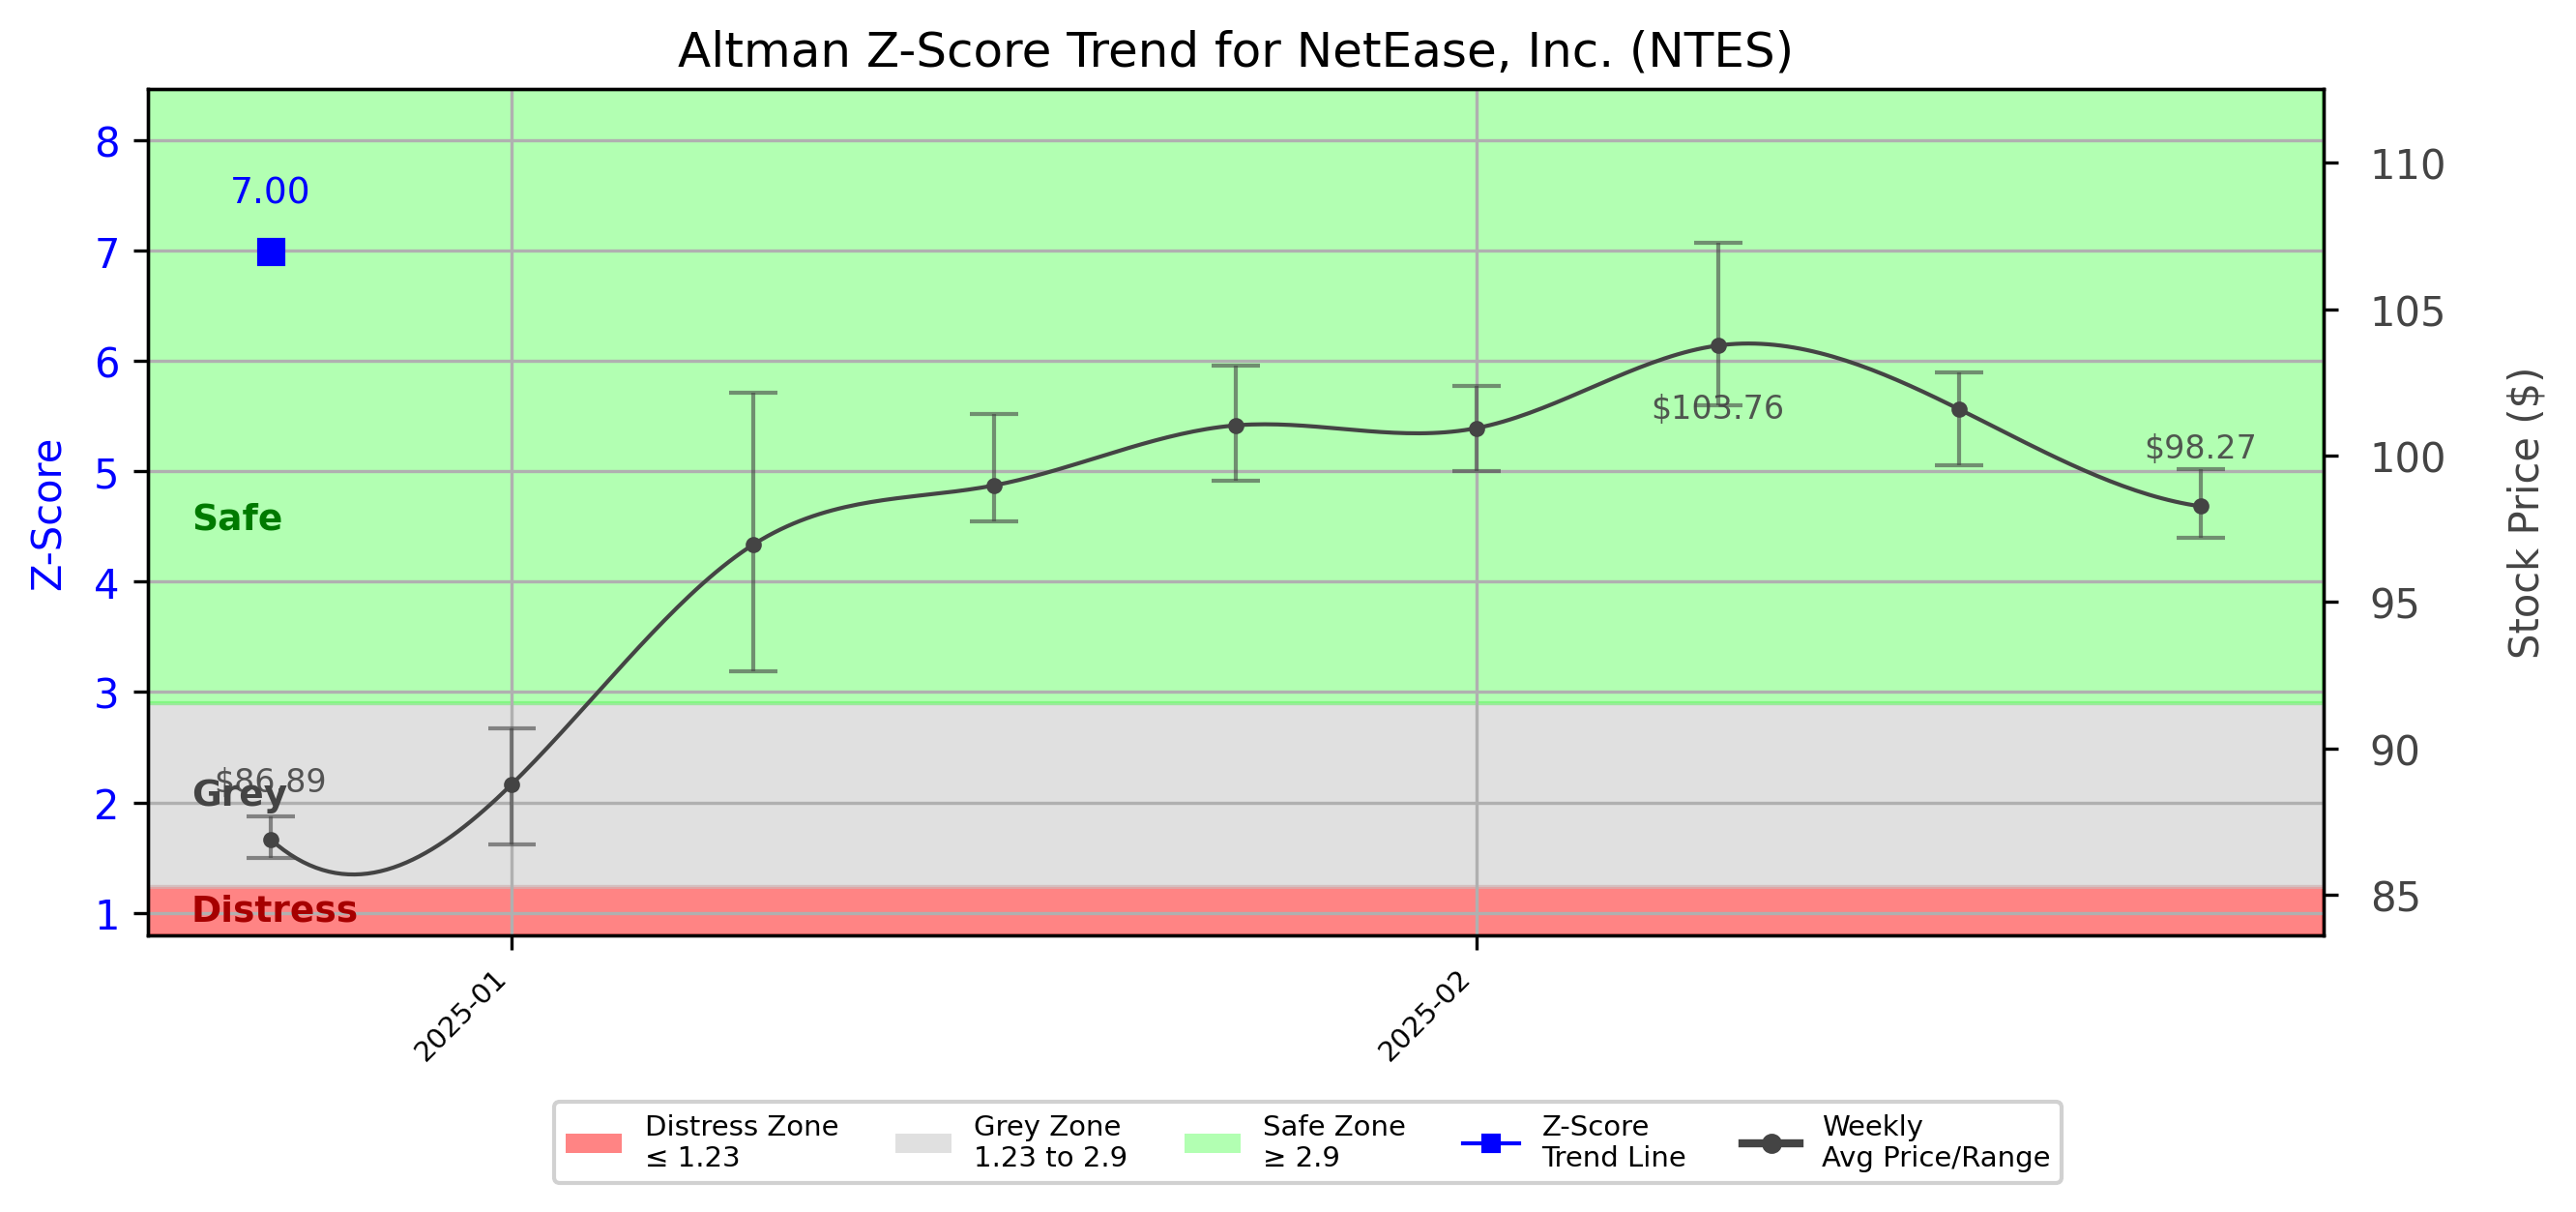 Altman Z-Score Trend for NetEase, Inc. (NTES)
Z-Score
8
7
6
5
4
3
2
1
7.00
Safe
Grey
Distress
$86.89
$103.76
$98.27
110
105
100
95
90
85
Stock Price ($)
2025-01
2025-02
Distress Zone
≤ 1.23
Grey Zone
1.23 to 2.9
Safe Zone
≥ 2.9
Z-Score
Trend Line
Weekly
Avg Price/Range